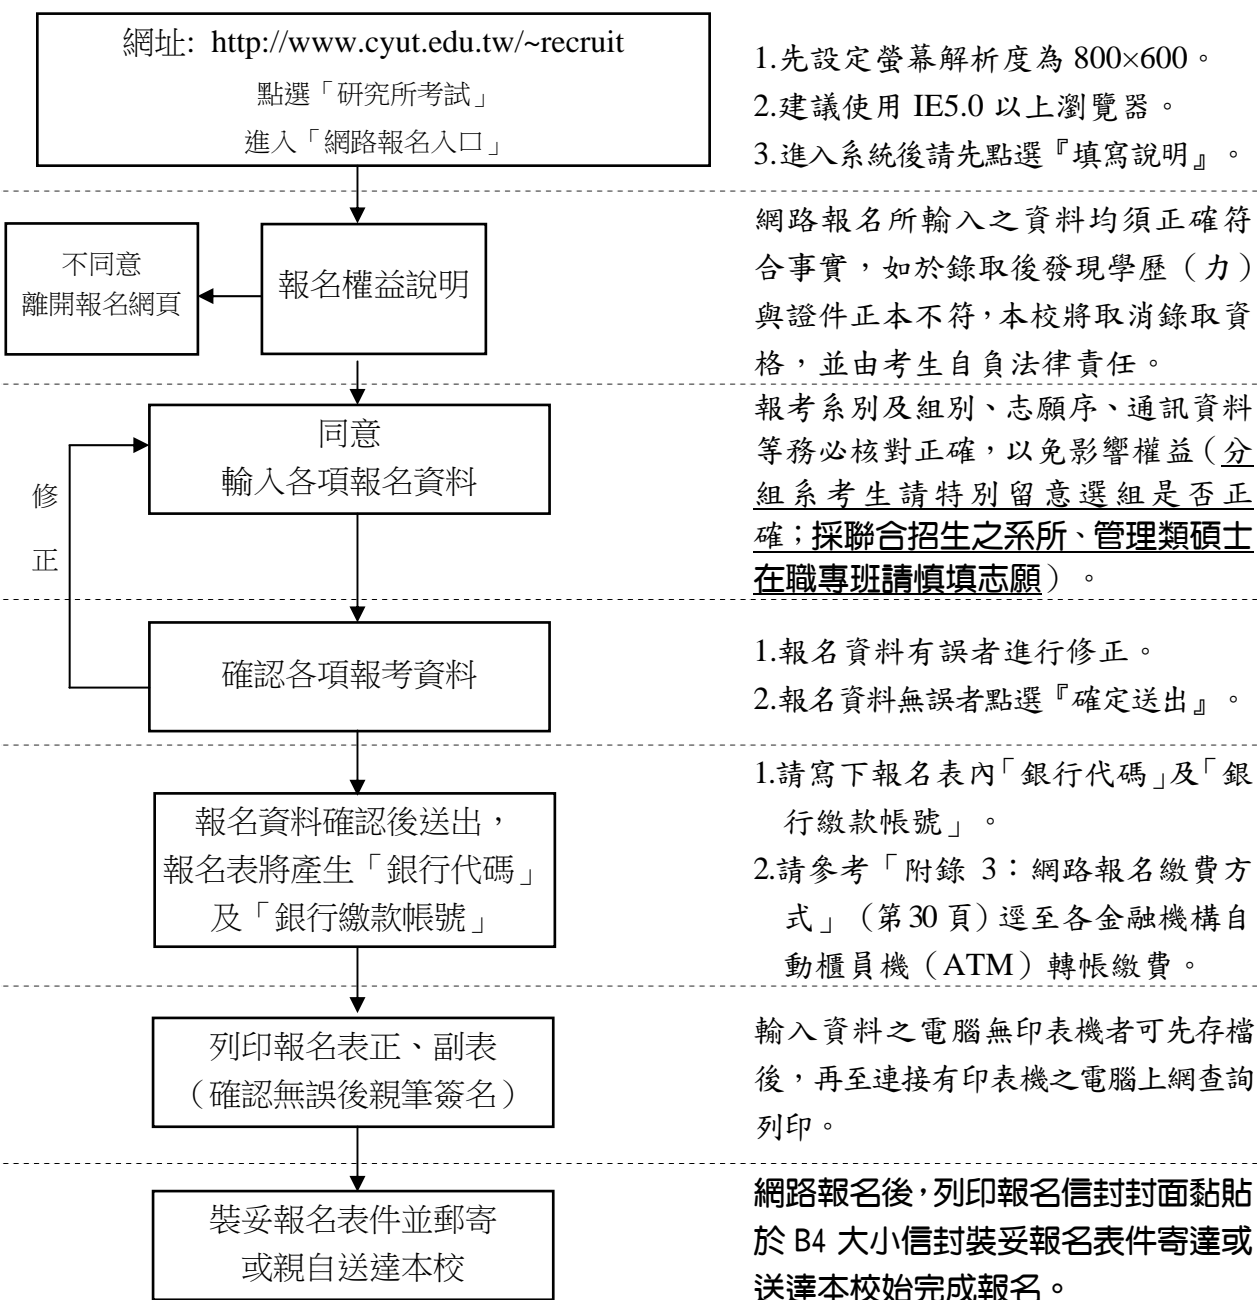 網址: http://www.cyut.edu.tw/~recruit
點選「研究所考試」
進入「網路報名入口」
1.先設定螢幕解析度為 800×600。
2.建議使用 IE5.0 以上瀏覽器。
3.進入系統後請先點選『填寫說明』。
不同意
離開報名網頁
報名權益說明
網路報名所輸入之資料均須正確符
合事實，如於錄取後發現學歷（力）
與證件正本不符，本校將取消錄取資
格，並由考生自負法律責任。
修
正
同意
輸入各項報名資料
報考系別及組別、志願序、通訊資料
等務必核對正確，以免影響權益（分
組系考生請特別留意選組是否正
確；採聯合招生之系所、管理類碩士
在職專班請慎填志願）。
確認各項報考資料
1.報名資料有誤者進行修正。
2.報名資料無誤者點選『確定送出』。
報名資料確認後送出，
報名表將產生「銀行代碼」
及「銀行繳款帳號」
1.請寫下報名表內「銀行代碼」及「銀
行繳款帳號」。
2.請參考「附錄 3：網路報名繳費方
式」（第30 頁）逕至各金融機構自
動櫃員機（ATM）轉帳繳費。
列印報名表正、副表
（確認無誤後親筆簽名）
輸入資料之電腦無印表機者可先存檔
後，再至連接有印表機之電腦上網查詢
列印。
裝妥報名表件並郵寄
或親自送達本校
網路報名後，列印報名信封封面黏貼
於 B4 大小信封裝妥報名表件寄達或
送達本校始完成報名。